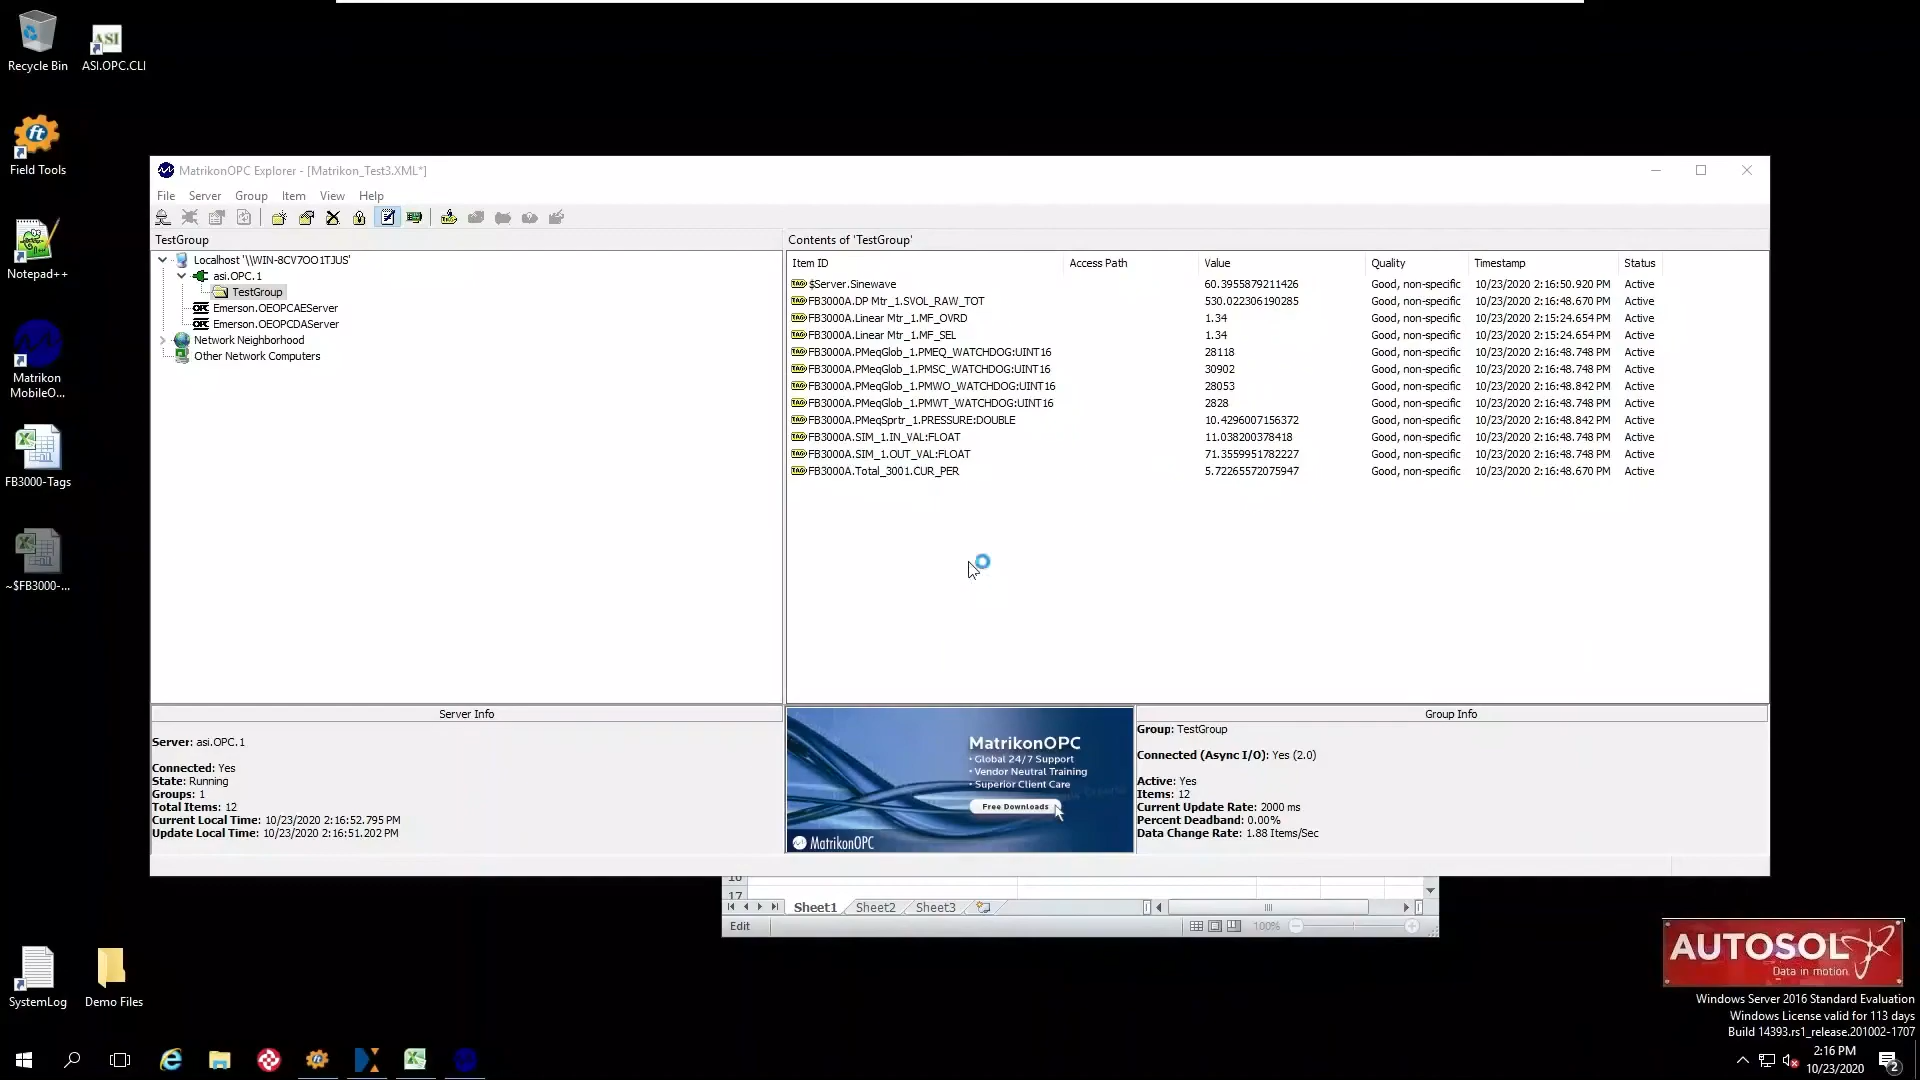 Recycle Bin
ASI.OPC.CLI
Field Tools
Notepad++
Matrikon
MobileO...
FB3000-Tags
~$FB3000-...
SystemLog
Demo Files
MatrikonOPC Explorer - [Matrikon_Test3.XML*]
File Server Group Item View Help
TestGroup
Localhost '\\WIN-8CV7OO1TJUS'
asi.OPC.1
TestGroup
Emerson.OEOPCAEServer
Emerson.OEOPCDAServer
Network Neighborhood
Other Network Computers
Contents of 'TestGroup'
Item ID Access Path Value Quality Timestamp Status
$Server.Sinewave 60.3955879211426 Good, non-specific 10/23/2020 2:16:50.920 PM Active
FB3000A.DP Mtr_1.SVOL_RAW_TOT 530.022306190285 Good, non-specific 10/23/2020 2:16:48.670 PM Active
FB3000A.Linear Mtr_1.MF_OVRD 1.34 Good, non-specific 10/23/2020 2:15:24.654 PM Active
FB3000A.Linear Mtr_1.MF_SEL 1.34 Good, non-specific 10/23/2020 2:15:24.654 PM Active
FB3000A.PMeqGlob_1.PMEQ_WATCHDOG:UINT16 28118 Good, non-specific 10/23/2020 2:16:48.748 PM Active
FB3000A.PMeqGlob_1.PMSC_WATCHDOG:UINT16 30902 Good, non-specific 10/23/2020 2:16:48.748 PM Active
FB3000A.PMeqGlob_1.PMWO_WATCHDOG:UINT16 28053 Good, non-specific 10/23/2020 2:16:48.842 PM Active
FB3000A.PMeqGlob_1.PMWT_WATCHDOG:UINT16 2828 Good, non-specific 10/23/2020 2:16:48.748 PM Active
FB3000A.PMeqSprtr_1.PRESSURE:DOUBLE 10.4296007156372 Good, non-specific 10/23/2020 2:16:48.842 PM Active
FB3000A.SIM_1.IN_VAL:FLOAT 11.038200378418 Good, non-specific 10/23/2020 2:16:48.748 PM Active
FB3000A.SIM_1.OUT_VAL:FLOAT 71.3559951782227 Good, non-specific 10/23/2020 2:16:48.748 PM Active
FB3000A.Total_3001.CUR_PER 5.72265572075947 Good, non-specific 10/23/2020 2:16:48.670 PM Active
Server Info
Server: asi.OPC.1
Connected: Yes
State: Running
Groups: 1
Total Items: 12
Current Local Time: 10/23/2020 2:16:52.795 PM
Update Local Time: 10/23/2020 2:16:51.202 PM
MatrikonOPC
• Global 24/7 Support
• Vendor Neutral Training
• Superior Client Care
Free Downloads
MatrikonOPC
Group Info
Group: TestGroup
Connected (Async I/O): Yes (2.0)
Active: Yes
Items: 12
Current Update Rate: 2000 ms
Percent Deadband: 0.00%
Data Change Rate: 1.88 Items/Sec
17
Sheet1 Sheet2 Sheet3
Edit 100%
AUTOSOL
Data in motion.
Windows Server 2016 Standard Evaluation
Windows License valid for 113 days
Build 14393.rs1_release.201002-1707
2:16 PM
10/23/2020
2